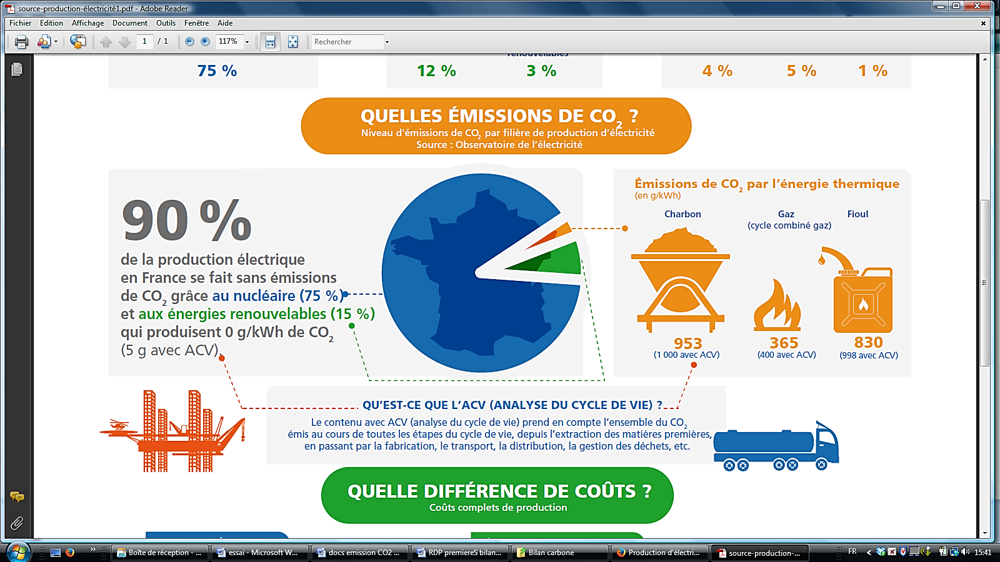 source-production-électricité1.pdf - Adobe Reader
Fichier Edition Affichage Document Outils Fenêtre Aide
1 / 1 117% Rechercher
renouvelables
75 % 12 % 3 % 4 % 5 % 1 %
QUELLES ÉMISSIONS DE CO2 ?
Niveau d'émissions de CO2 par filière de production d'électricité
Source : Observatoire de l'électricité
90 %
de la production électrique
en France se fait sans émissions
de CO2 grâce au nucléaire (75 %)
et aux énergies renouvelables (15 %)
qui produisent 0 g/kWh de CO2
(5 g avec ACV).
Émissions de CO2 par l'énergie thermique
(en g/kWh)
Charbon
Gaz
(cycle combiné gaz)
Fioul
953
(1 000 avec ACV)
365
(400 avec ACV)
830
(998 avec ACV)
QU'EST-CE QUE L'ACV (ANALYSE DU CYCLE DE VIE) ?
Le contenu avec ACV (analyse du cycle de vie) prend en compte l'ensemble du CO2
émis au cours de toutes les étapes du cycle de vie, depuis l'extraction des matières premières,
en passant par la fabrication, le transport, la distribution, la gestion des déchets, etc.
QUELLE DIFFÉRENCE DE COÛTS ?
Coûts complets de production
» Boîte de réception - ... essai - Microsoft W... docs emission CO2 ... RDP premiereS bilan... Bilan carbone Production d'électri... source-production-... FR < 15:41